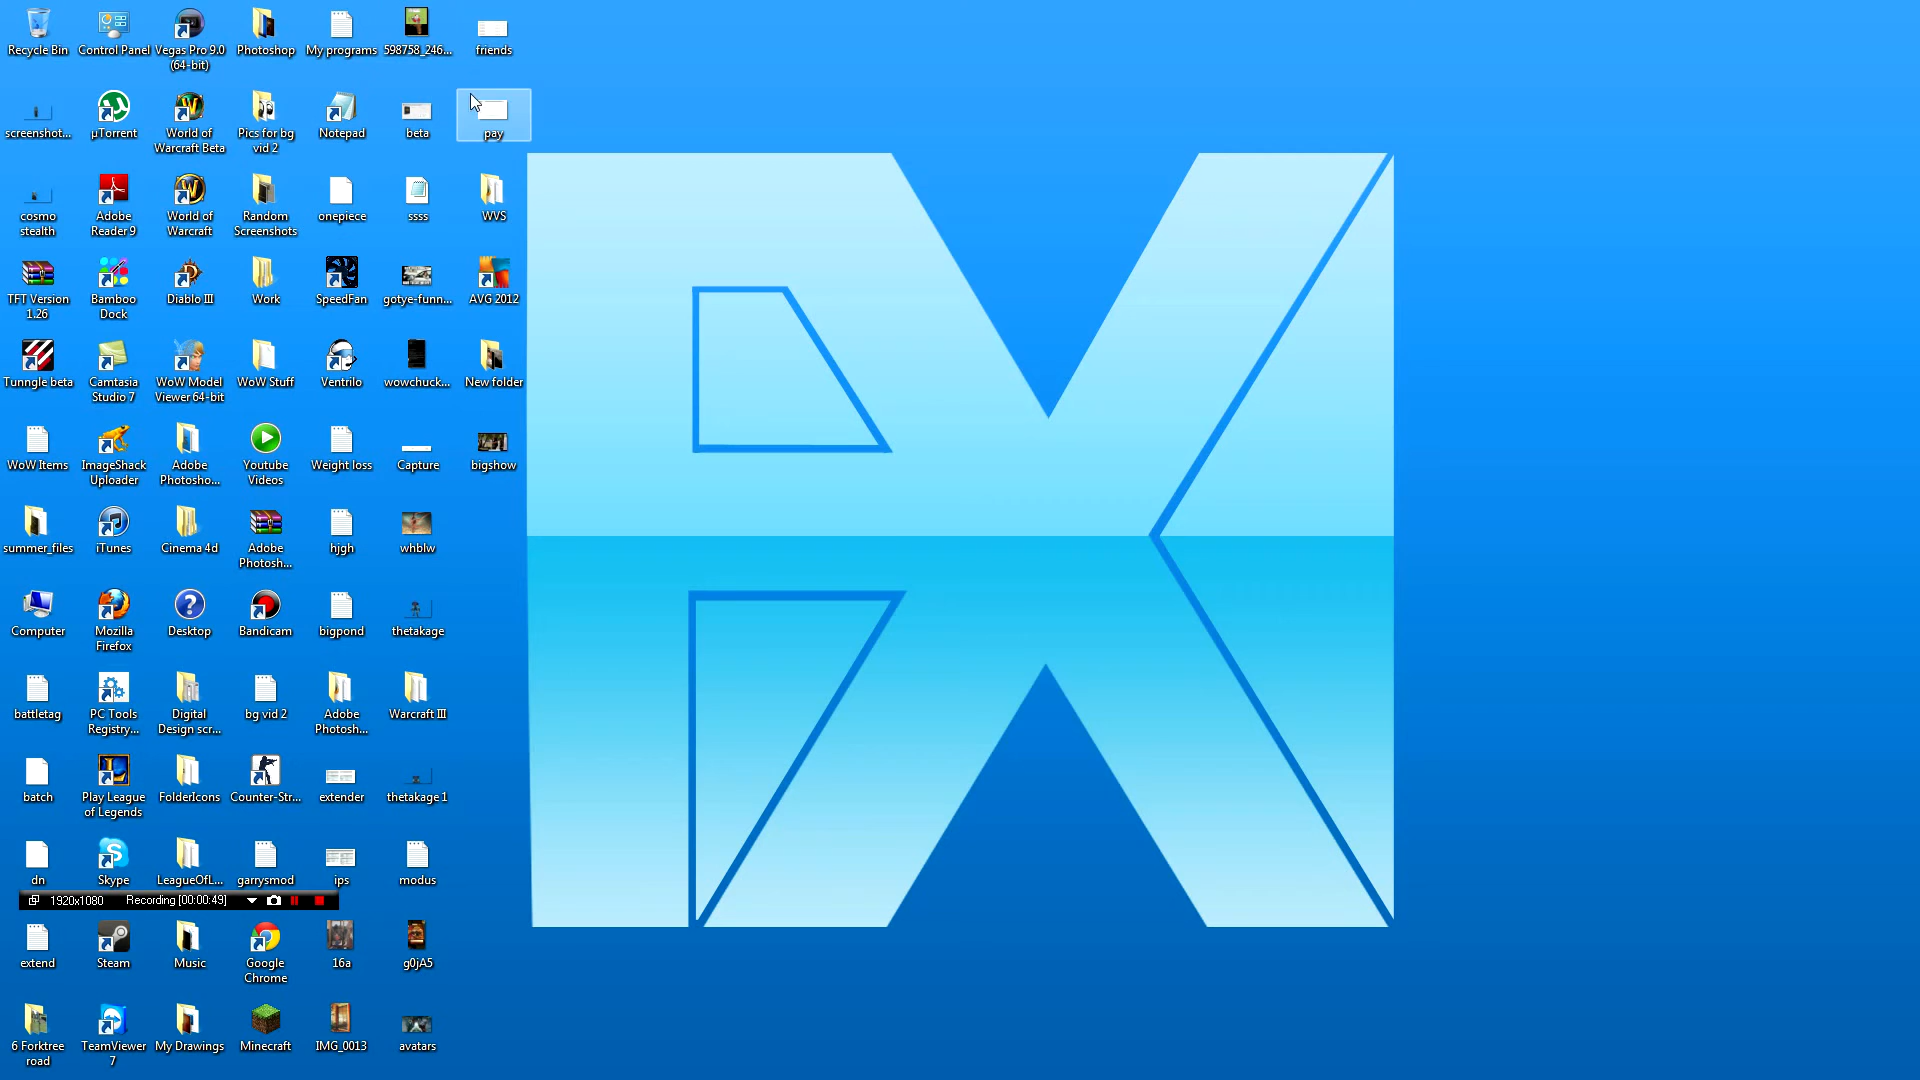 Recycle Bin
Control Panel
Vegas Pro 9.0
(64-bit)
Photoshop
My programs
598758_246...
friends
screenshot...
µTorrent
World of
Warcraft Beta
Pics for bg
vid 2
Notepad
beta
pay
cosmo
stealth
Adobe
Reader 9
World of
Warcraft
Random
Screenshots
onepiece
ssss
WVS
TFT Version
1.26
Bamboo
Dock
Diablo III
Work
SpeedFan
gotye-funn...
AVG 2012
Tunngle beta
Camtasia
Studio 7
WoW Model
Viewer 64-bit
WoW Stuff
Ventrilo
wowchuck...
New folder
WoW Items
ImageShack
Uploader
Adobe
Photosho...
Youtube
Videos
Weight loss
Capture
bigshow
summer_files
iTunes
Cinema 4d
Adobe
Photosh...
hjgh
whblw
Computer
Mozilla
Firefox
Desktop
Bandicam
bigpond
thetakage
battletag
PC Tools
Registry...
Digital
Design scr...
bg vid 2
Adobe
Photosh...
Warcraft III
batch
Play League
of Legends
FolderIcons
Counter-Str...
extender
thetakage 1
dn
Skype
LeagueOfL...
garrysmod
ips
modus
1920x1080 Recording [00:00:49]
extend
Steam
Music
Google
Chrome
16a
g0jA5
6 Forktree
road
TeamViewer
7
My Drawings
Minecraft
IMG_0013
avatars